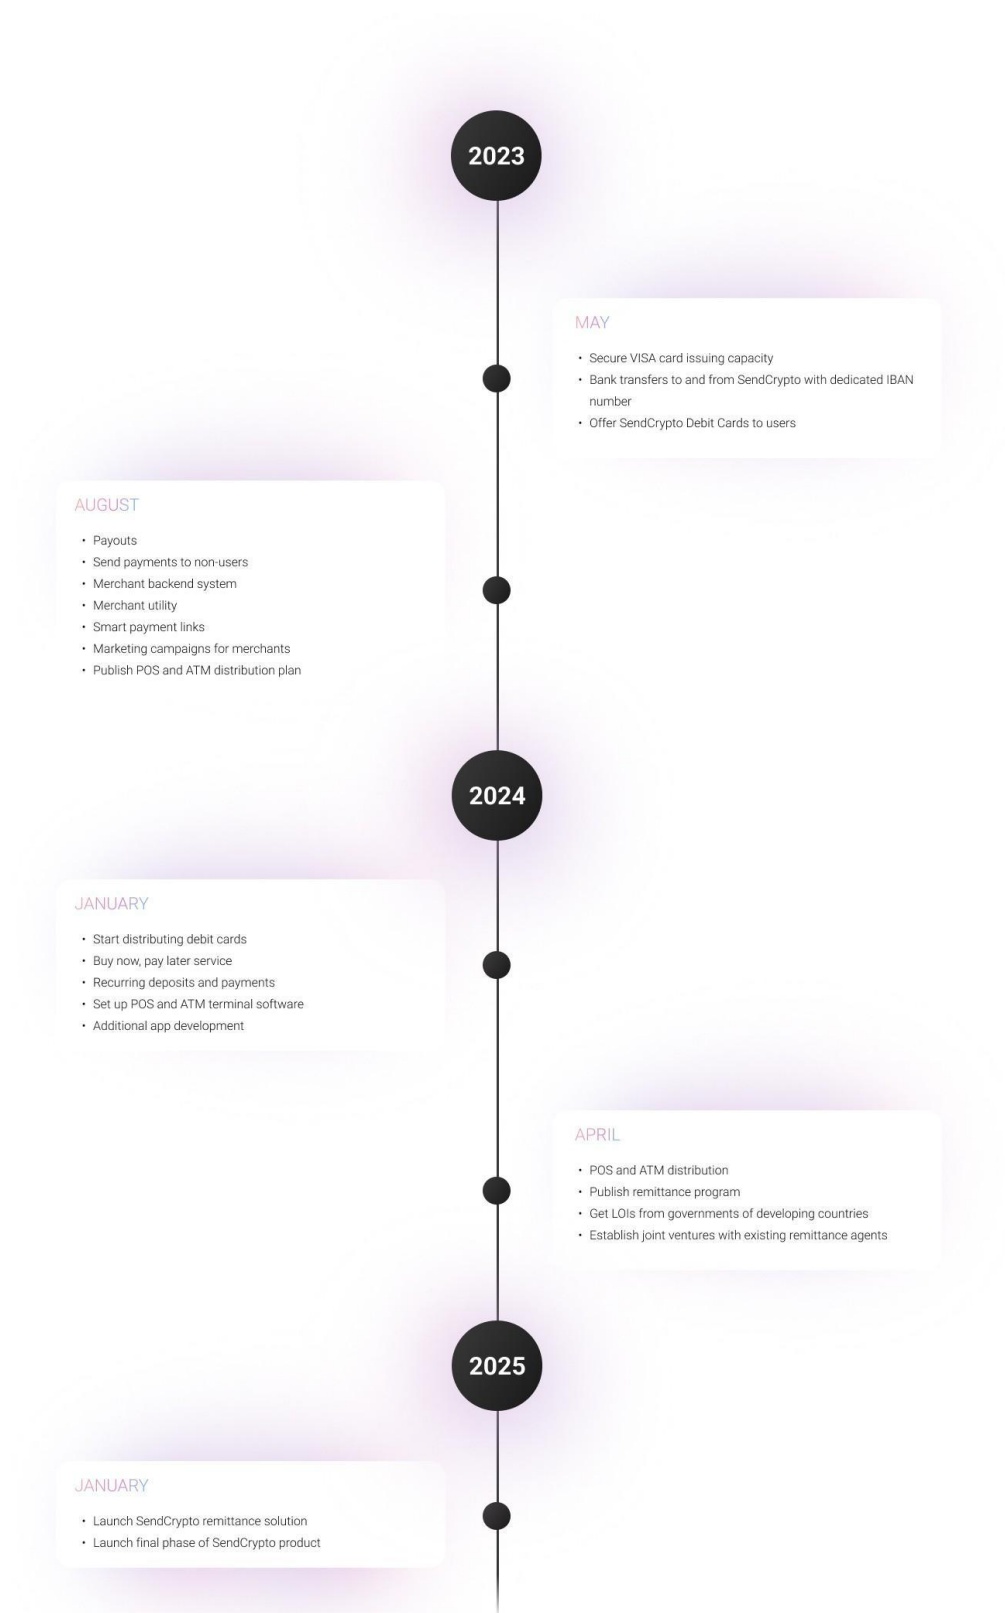 2023
MAY
• Secure VISA card issuing capacity
• Bank transfers to and from SendCrypto with dedicated IBAN
number
• Offer SendCrypto Debit Cards to users
AUGUST
• Payouts
• Send payments to non-users
• Merchant backend system
• Merchant utility
• Smart payment links
• Marketing campaigns for merchants
• Publish POS and ATM distribution plan
2024
JANUARY
• Start distributing debit cards
• Buy now, pay later service
• Recurring deposits and payments
• Set up POS and ATM terminal software
• Additional app development
APRIL
• POS and ATM distribution
• Publish remittance program
• Get LOIs from governments of developing countries
• Establish joint ventures with existing remittance agents
2025
JANUARY
• Launch SendCrypto remittance solution
• Launch final phase of SendCrypto product